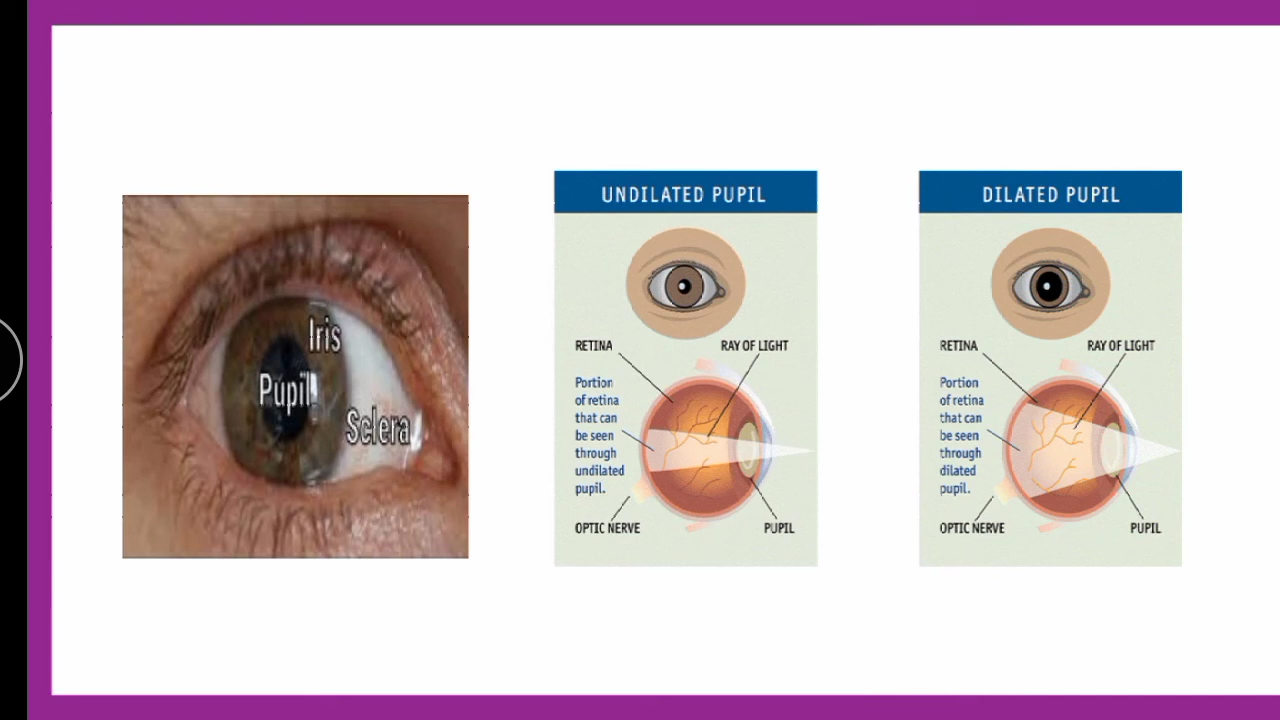 Iris
Pupil
Sclera
UNDILATED PUPIL
RETINA
RAY OF LIGHT
Portion
of retina
that can
be seen
through
undilated
pupil.
OPTIC NERVE
PUPIL
DILATED PUPIL
RETINA
RAY OF LIGHT
Portion
of retina
that can
be seen
through
dilated
pupil.
OPTIC NERVE
PUPIL